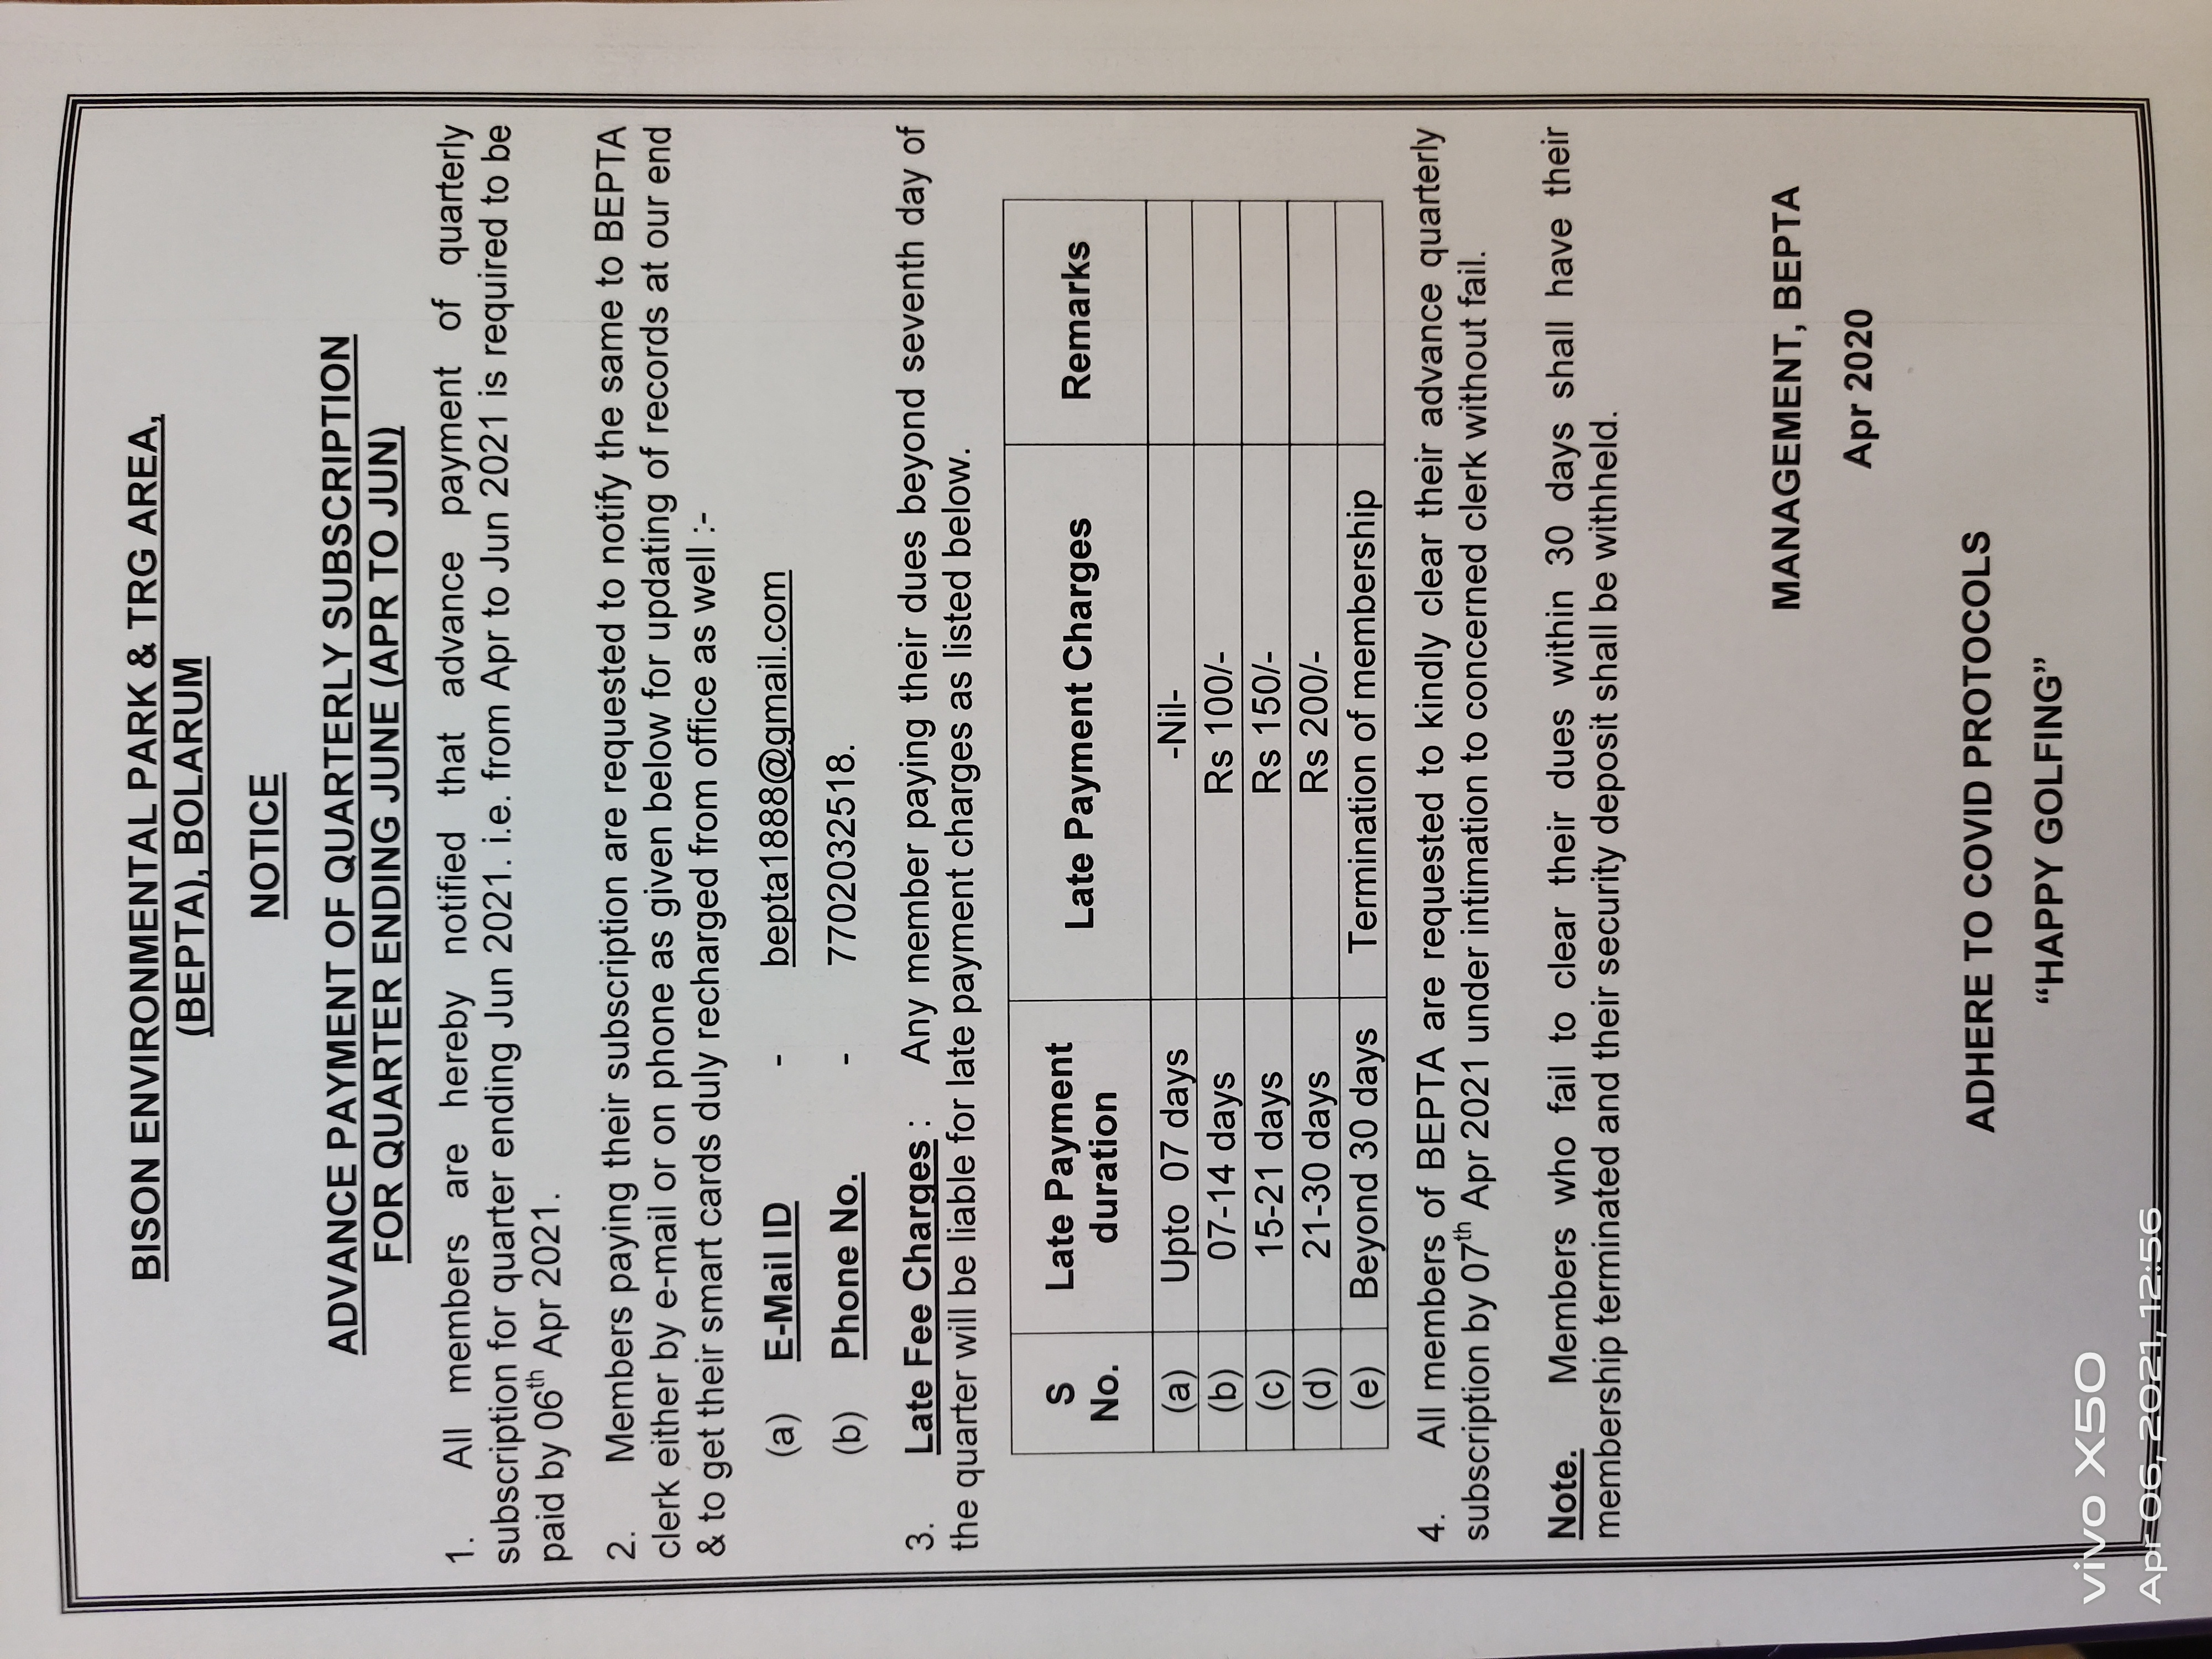 BISON ENVIRONMENTAL PARK & TRG AREA,
(BEPTA), BOLARUM
NOTICE
ADVANCE PAYMENT OF QUARTERLY SUBSCRIPTION
FOR QUARTER ENDING JUNE (APR TO JUN)
1. All members are hereby notified that advance payment of quarterly
subscription for quarter ending Jun 2021. i.e. from Apr to Jun 2021 is required to be
paid by 06th Apr 2021.
2. Members paying their subscription are requested to notify the same to BEPTA
clerk either by e-mail or on phone as given below for updating of records at our end
& to get their smart cards duly recharged from office as well :-
(a) E-Mail ID - bepta1888@gmail.com
(b) Phone No. - 7702032518.
3. Late Fee Charges : Any member paying their dues beyond seventh day of
the quarter will be liable for late payment charges as listed below.
S No. Late Payment duration Late Payment Charges Remarks
(a) Upto 07 days -Nil-
(b) 07-14 days Rs 100/-
(c) 15-21 days Rs 150/-
(d) 21-30 days Rs 200/-
(e) Beyond 30 days Termination of membership
4. All members of BEPTA are requested to kindly clear their advance quarterly
subscription by 07th Apr 2021 under intimation to concerned clerk without fail.
Note. Members who fail to clear their dues within 30 days shall have their
membership terminated and their security deposit shall be withheld.
MANAGEMENT, BEPTA
Apr 2020
ADHERE TO COVID PROTOCOLS
“HAPPY GOLFING”
vivo X50
Apr 06, 2021, 12:56